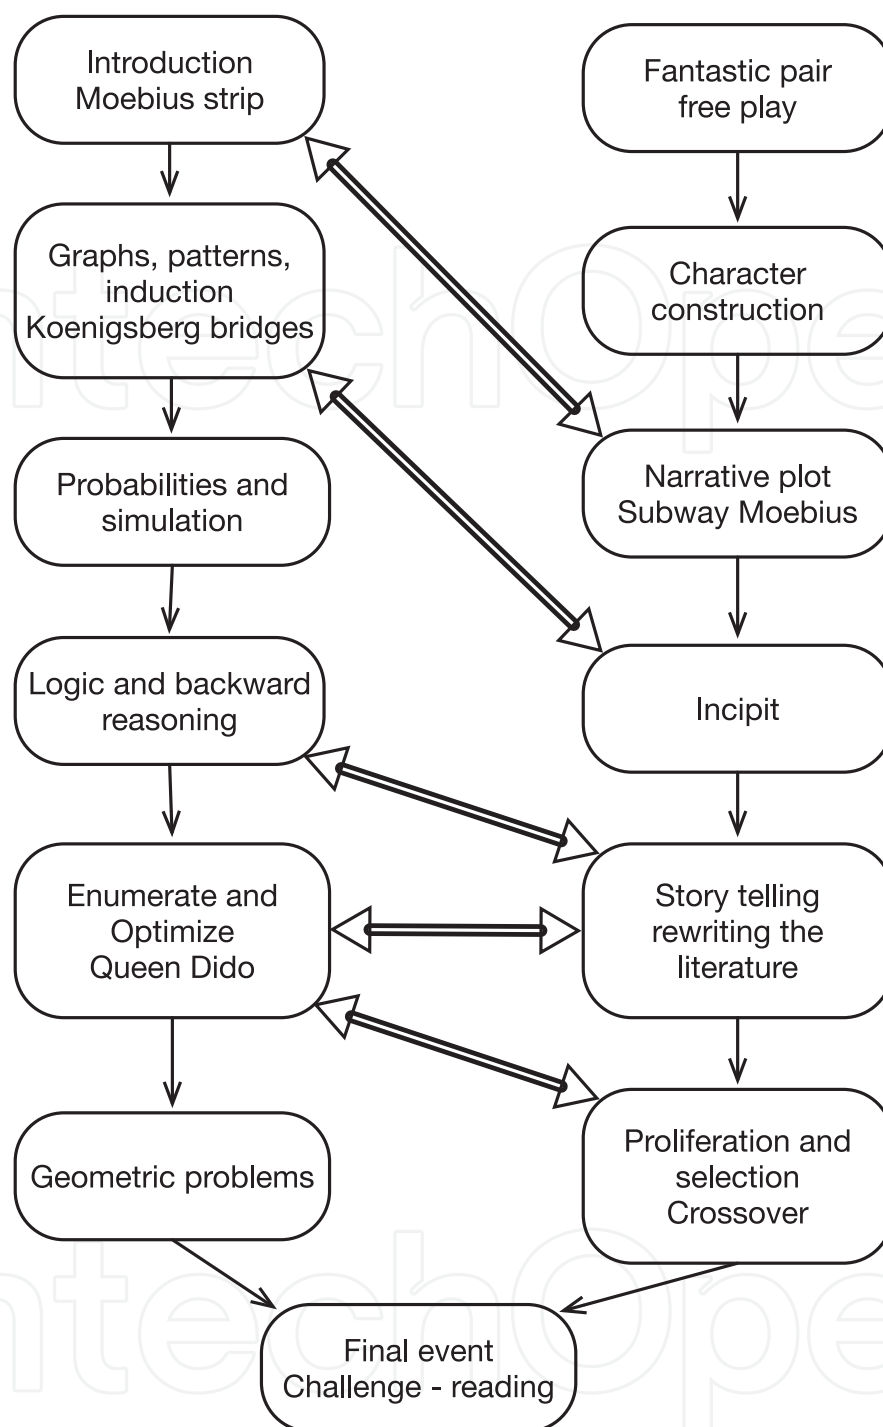 Introduction
Moebius strip
Graphs, patterns,
induction
Koenigsberg bridges
Probabilities and
simulation
Logic and backward
reasoning
Enumerate and
Optimize
Queen Dido
Geometric problems
Fantastic pair
free play
Character
construction
Narrative plot
Subway Moebius
Incipit
Story telling
rewriting the
literature
Proliferation and
selection
Crossover
Final event
Challenge - reading